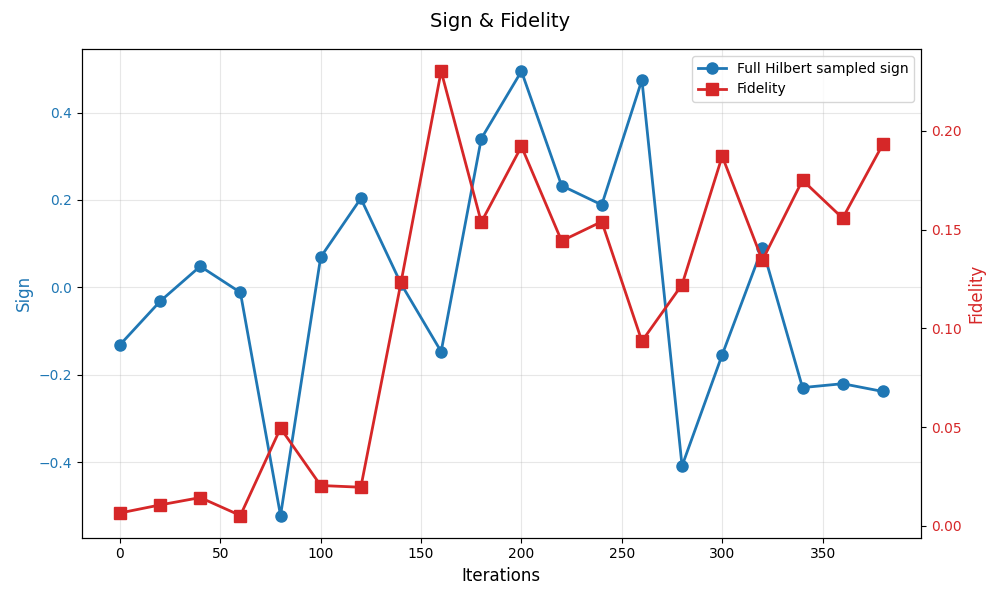 Sign & Fidelity
Full Hilbert sampled sign
Fidelity
0.4
0.2
0.0
−0.2
−0.4
Sign
0.20
0.15
0.10
0.05
0.00
Fidelity
0 50 100 150 200 250 300 350
Iterations